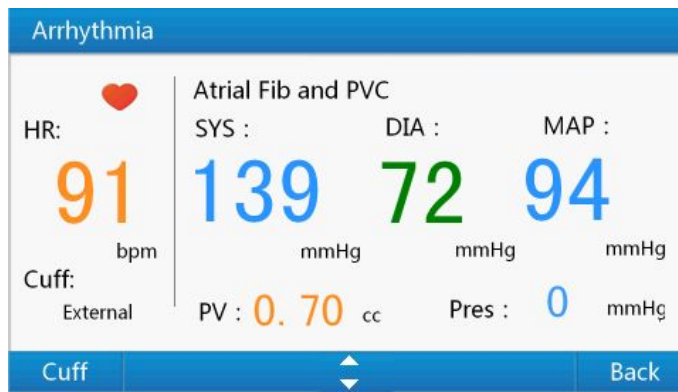 Arrhythmia
Atrial Fib and PVC
HR:
SYS :
DIA :
MAP :
91
139
72
94
bpm
mmHg
mmHg
mmHg
Cuff:
External
PV : 0.70 cc
Pres : 0 mmHg
Cuff
Back